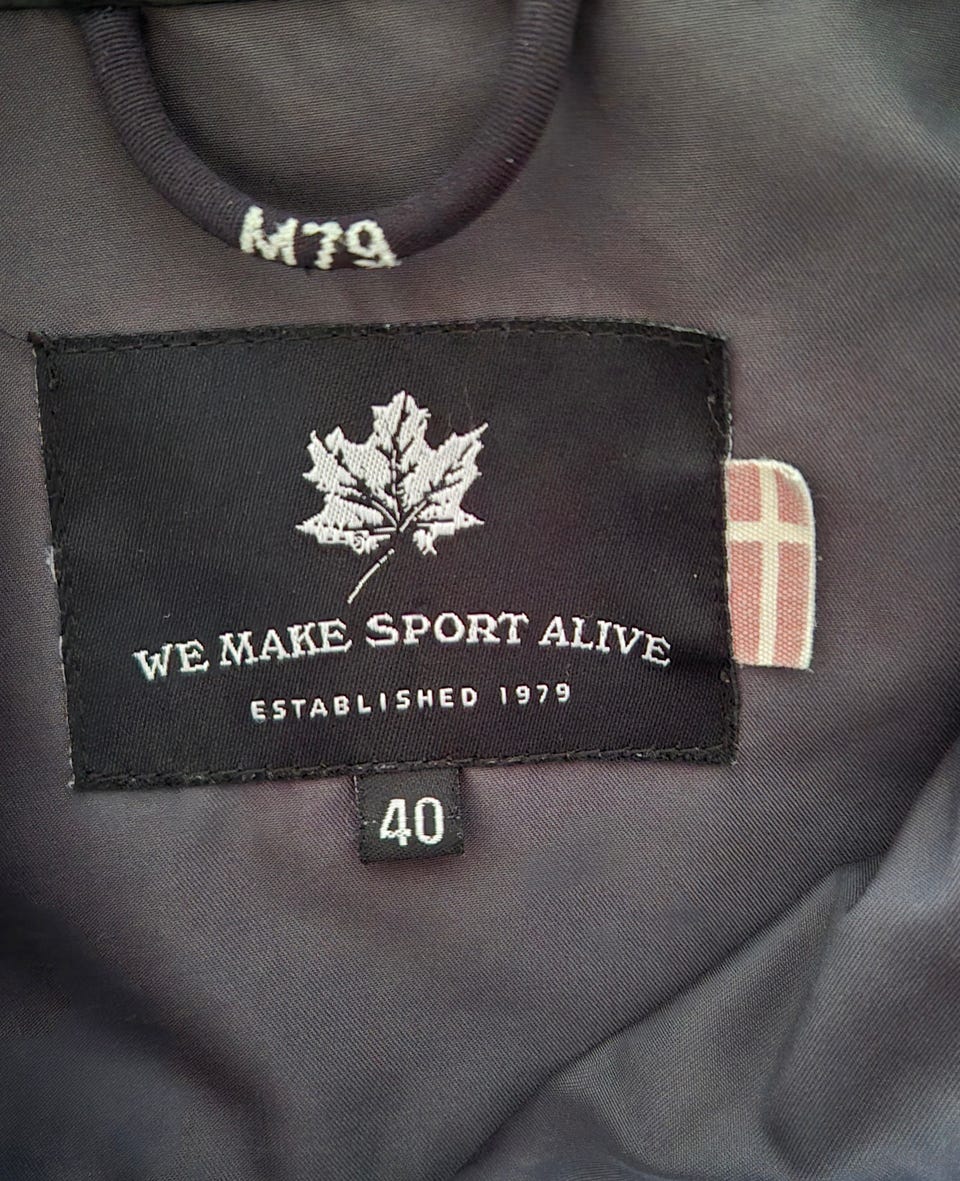 M79
WE MAKE SPORT ALIVE
ESTABLISHED 1979
40